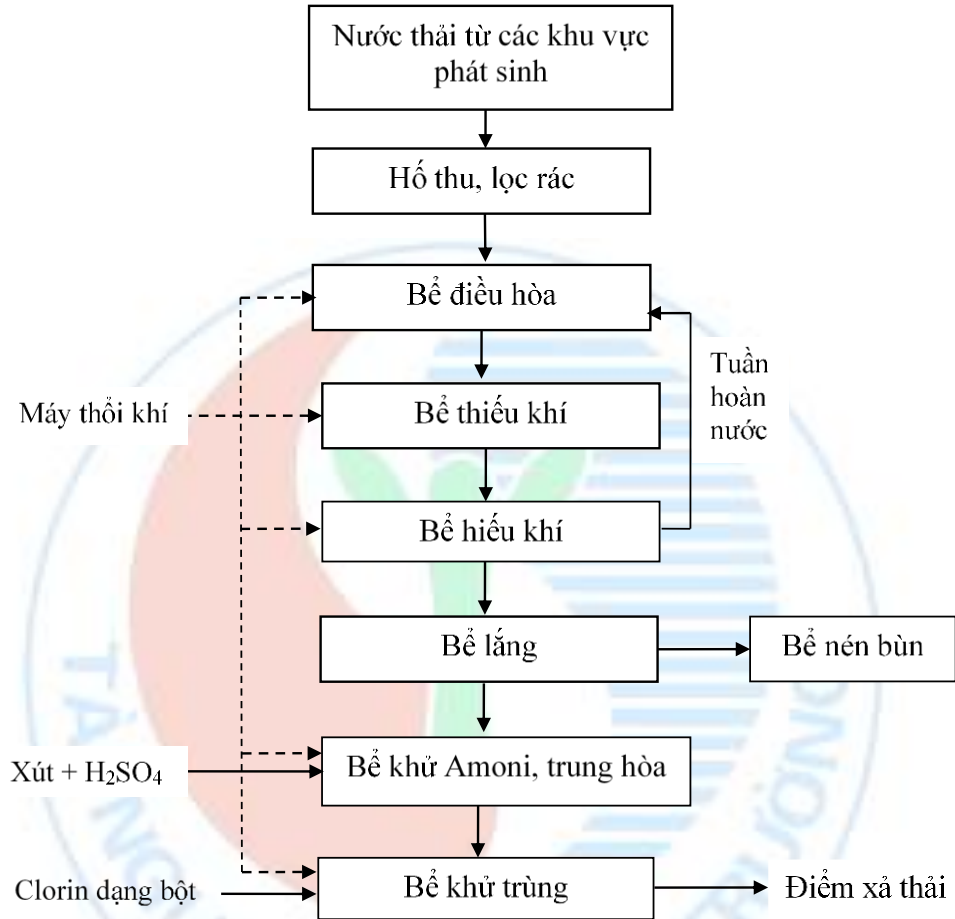 Nước thải từ các khu vực
phát sinh
Hố thu, lọc rác
Bể điều hòa
Tuần
hoàn
nước
Máy thổi khí
Bể thiếu khí
Bể hiếu khí
Bể lắng
Bể nén bùn
Xút + H₂SO₄
Bể khử Amoni, trung hòa
Clorin dạng bột
Bể khử trùng
Điểm xả thải